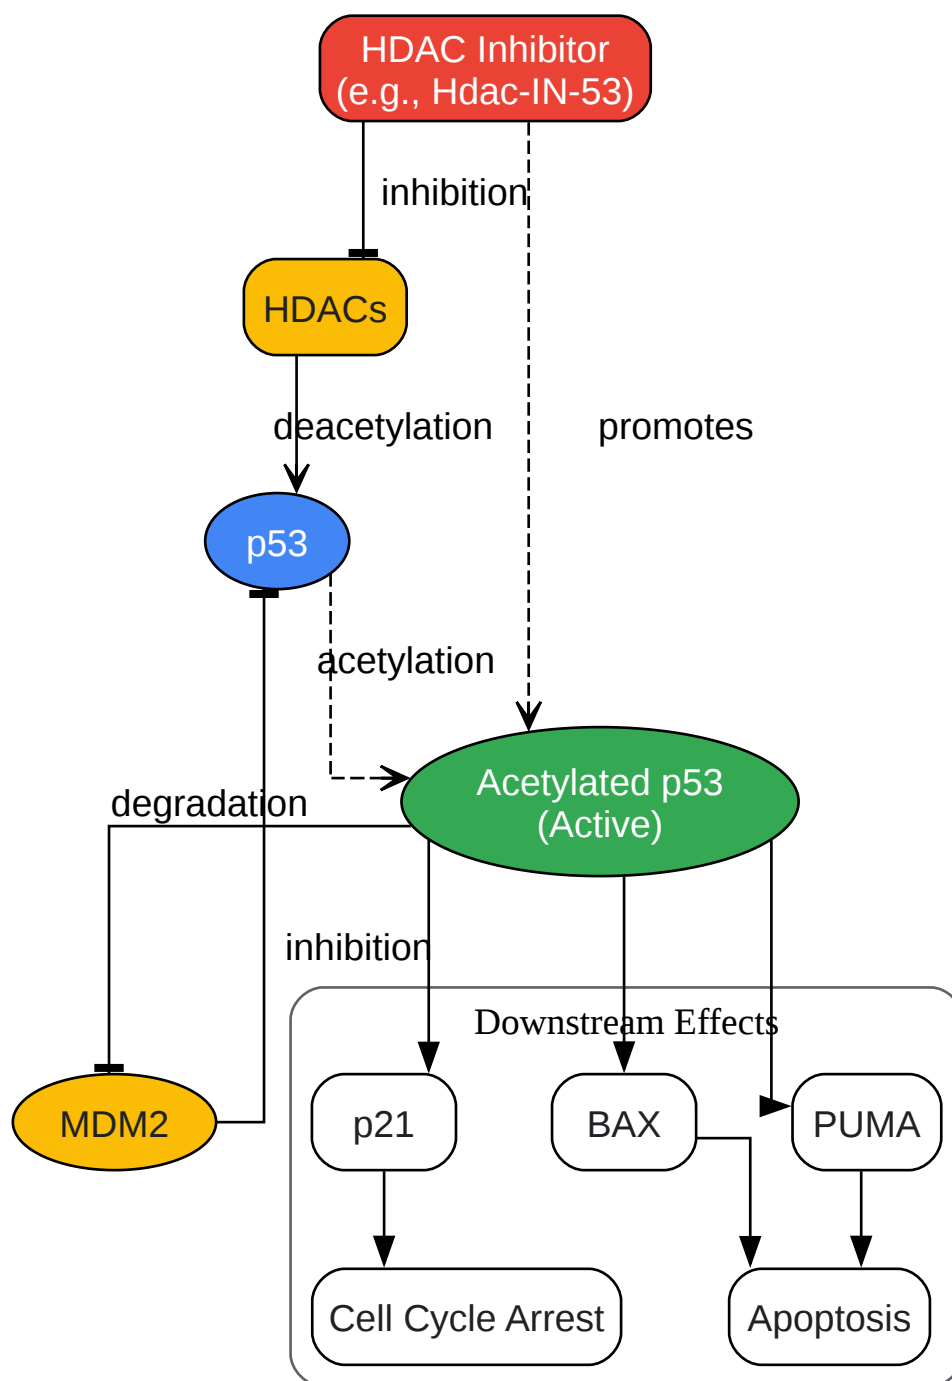 HDAC Inhibitor
(e.g., Hdac-IN-53)
inhibition
HDACs
deacetylation
promotes
p53
acetylation
Acetylated p53
(Active)
degradation
inhibition
Downstream Effects
MDM2
p21
BAX
PUMA
Cell Cycle Arrest
Apoptosis